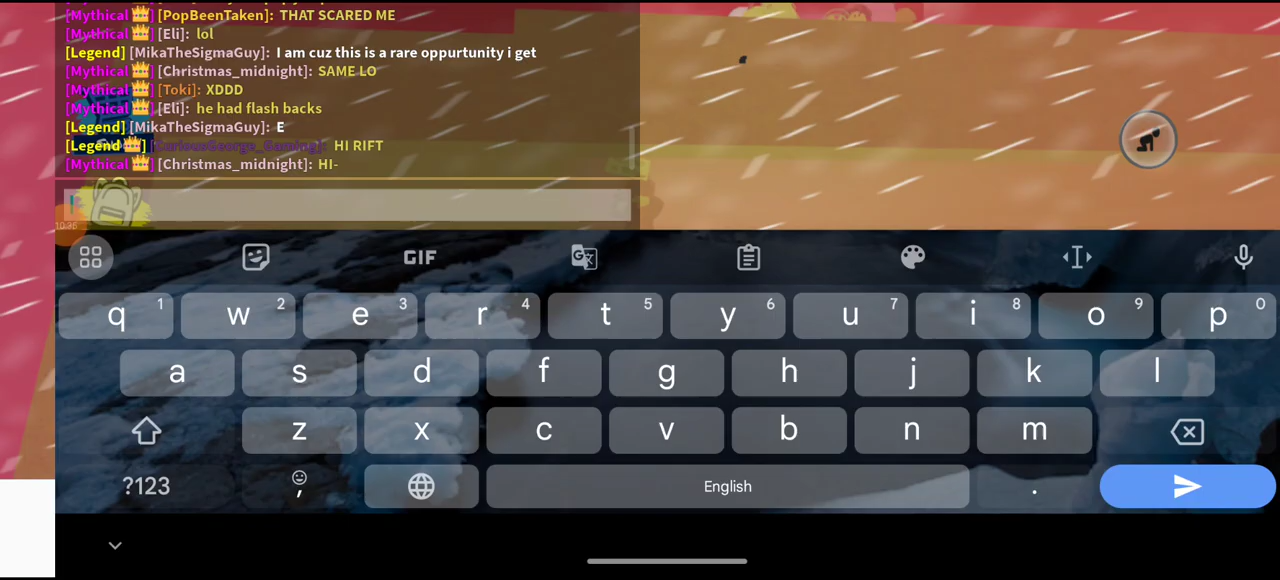 [Mythical👑] [PopBeenTaken]: THAT SCARED ME
[Mythical👑] [Eli]: lol
[Legend] [MikaTheSigmaGuy]: I am cuz this is a rare oppurtunity i get
[Mythical👑] [Christmas_midnight]: SAME LO
[Mythical👑] [Toki]: XDDD
[Mythical👑] [Eli]: he had flash backs
[Legend] [MikaTheSigmaGuy]: E
[Legend👑] [CuriousGeorge_Gaming]: HI RIFT
[Mythical👑] [Christmas_midnight]: HI-
GIF
q 1 w 2 e 3 r 4 t 5 y 6 u 7 i 8 o 9 p 0
a s d f g h j k l
z x c v b n m
?123 , English .